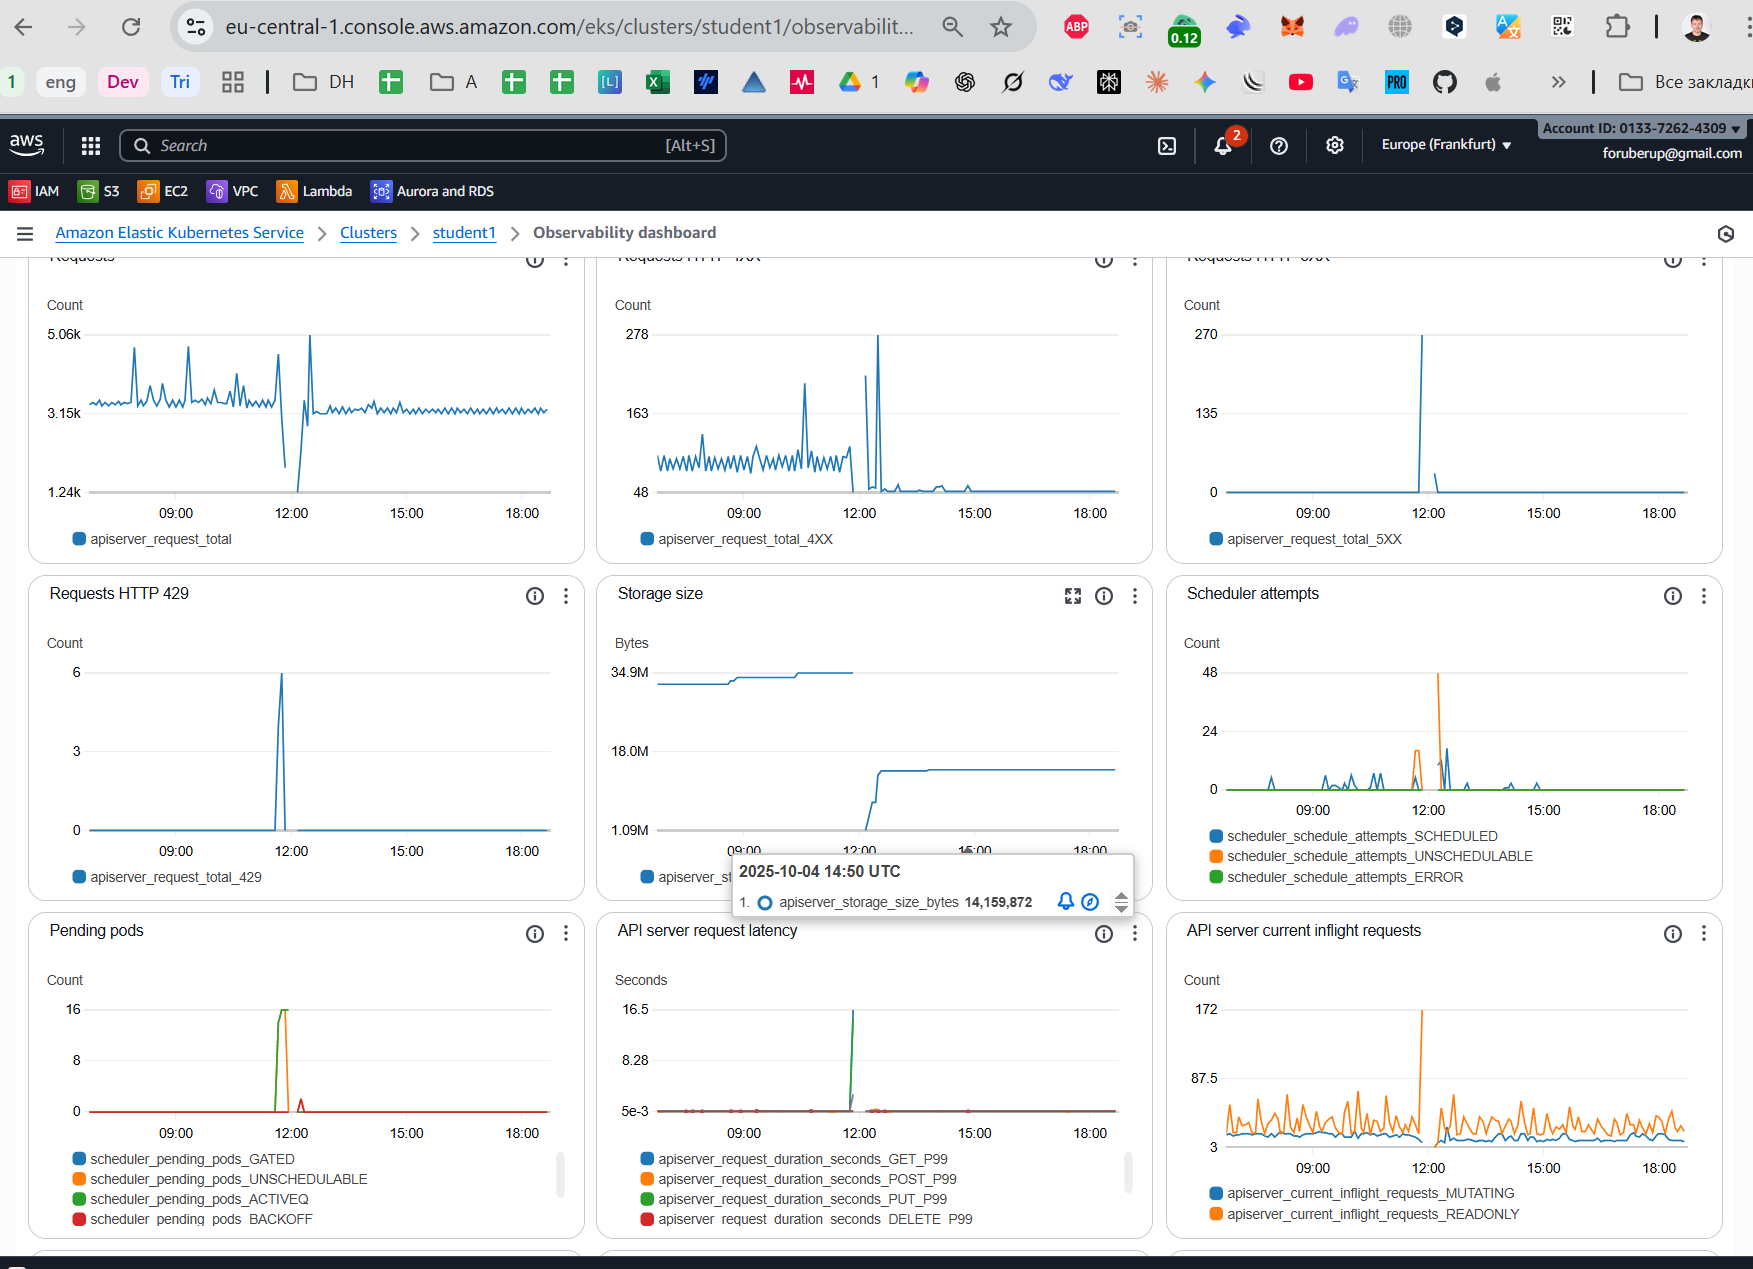 eu-central-1.console.aws.amazon.com/eks/clusters/student1/observabilit...
ABP
0.12
1 eng Dev Tri DH A 1 PRO Все закладк
aws Search [Alt+S] 2 Europe (Frankfurt) Account ID: 0133-7262-4309
foruberup@gmail.com
IAM S3 EC2 VPC Lambda Aurora and RDS
Amazon Elastic Kubernetes Service > Clusters > student1 > Observability dashboard
Requests
Count
5.06k
3.15k
1.24k
09:00 12:00 15:00 18:00
apiserver_request_total
Requests HTTP 4XX
Count
278
163
48
09:00 12:00 15:00 18:00
apiserver_request_total_4XX
Requests HTTP 5XX
Count
270
135
0
09:00 12:00 15:00 18:00
apiserver_request_total_5XX
Requests HTTP 429
Count
6
3
0
09:00 12:00 15:00 18:00
apiserver_request_total_429
Storage size
Bytes
34.9M
18.0M
1.09M
09:00 12:00 15:00 18:00
apiserver_st
2025-10-04 14:50 UTC
1. apiserver_storage_size_bytes 14,159,872
Scheduler attempts
Count
48
24
0
09:00 12:00 15:00 18:00
scheduler_schedule_attempts_SCHEDULED
scheduler_schedule_attempts_UNSCHEDULABLE
scheduler_schedule_attempts_ERROR
Pending pods
Count
16
8
0
09:00 12:00 15:00 18:00
scheduler_pending_pods_GATED
scheduler_pending_pods_UNSCHEDULABLE
scheduler_pending_pods_ACTIVEQ
scheduler_pending_pods_BACKOFF
API server request latency
Seconds
16.5
8.28
5e-3
09:00 12:00 15:00 18:00
apiserver_request_duration_seconds_GET_P99
apiserver_request_duration_seconds_POST_P99
apiserver_request_duration_seconds_PUT_P99
apiserver_request_duration_seconds_DELETE_P99
API server current inflight requests
Count
172
87.5
3
09:00 12:00 15:00 18:00
apiserver_current_inflight_requests_MUTATING
apiserver_current_inflight_requests_READONLY